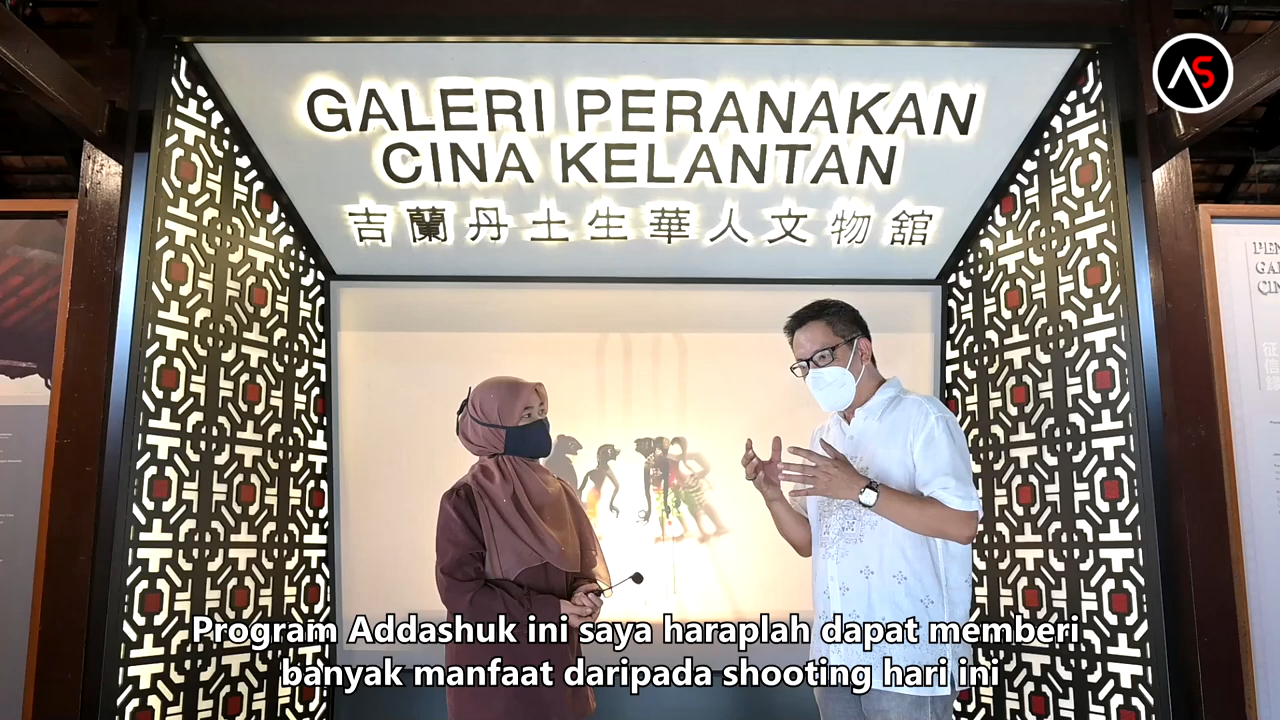 GALERI PERANAKAN
CINA KELANTAN
吉蘭丹土生華人文物館
AS
Program Addashuk ini saya haraplah dapat memberi
banyak manfaat daripada shooting hari ini